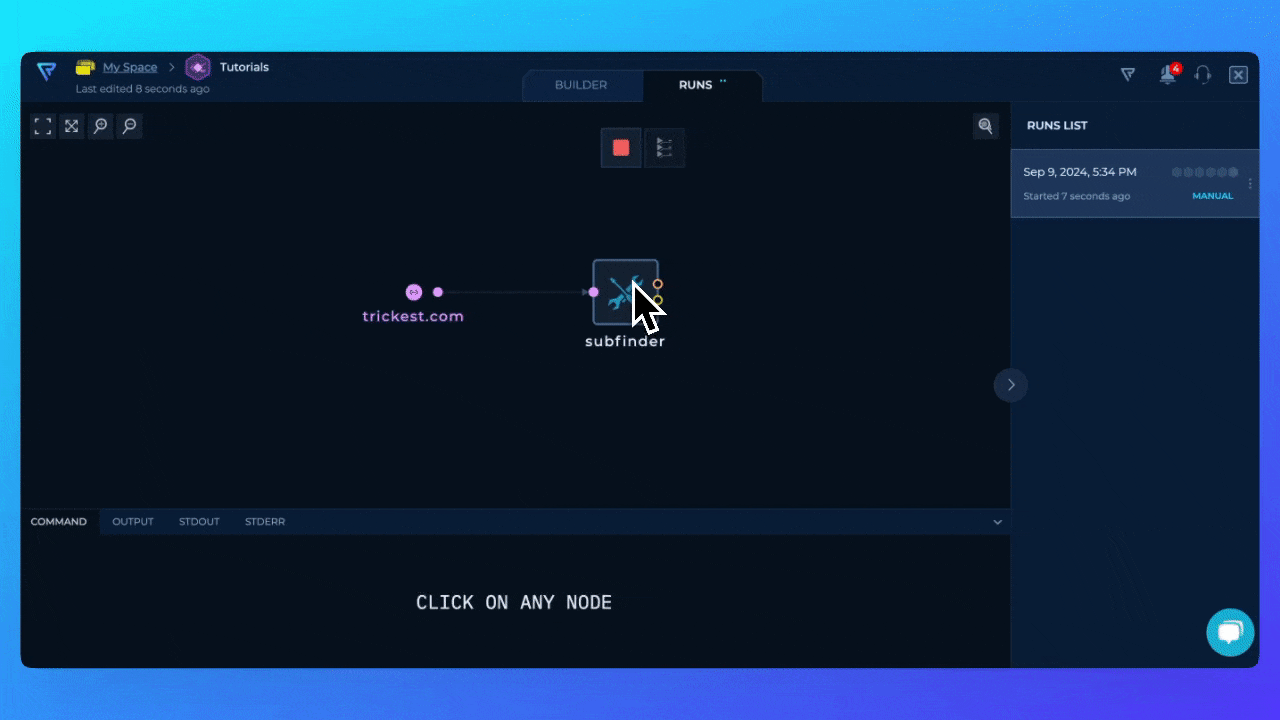 My Space > Tutorials
Last edited 8 seconds ago
BUILDER
RUNS
4
RUNS LIST
Sep 9, 2024, 5:34 PM
Started 7 seconds ago
MANUAL
trickest.com
subfinder
COMMAND
OUTPUT
STDOUT
STDERR
CLICK ON ANY NODE